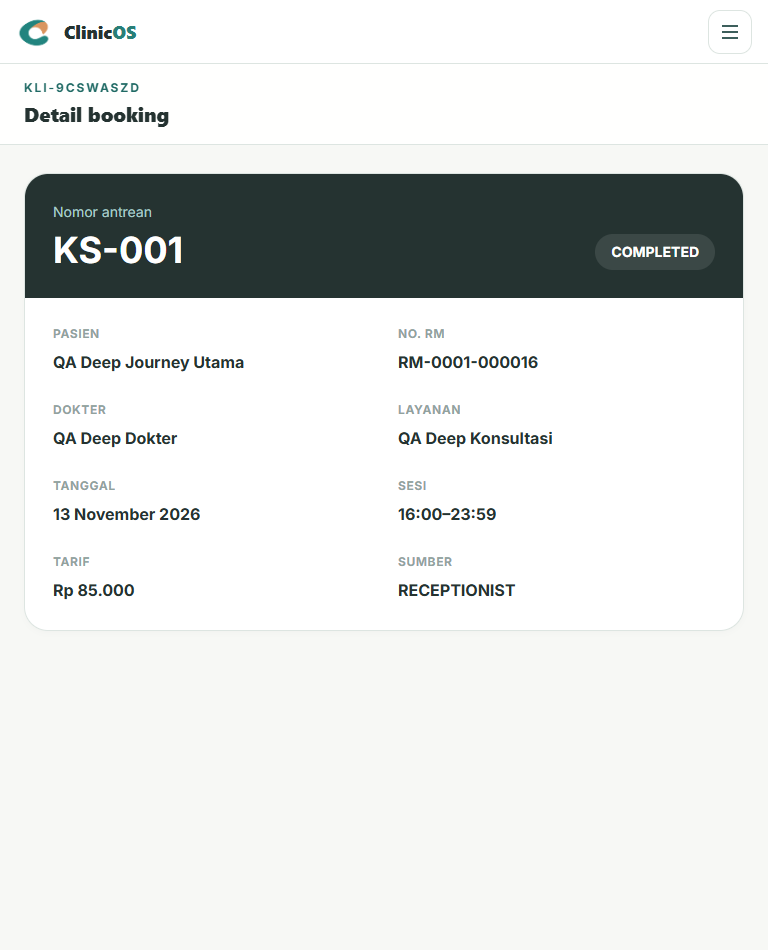 ClinicOS
KLI-9CSWASZD
Detail booking
Nomor antrean
KS-001
COMPLETED
PASIEN
QA Deep Journey Utama
NO. RM
RM-0001-000016
DOKTER
QA Deep Dokter
LAYANAN
QA Deep Konsultasi
TANGGAL
13 November 2026
SESI
16:00–23:59
TARIF
Rp 85.000
SUMBER
RECEPTIONIST